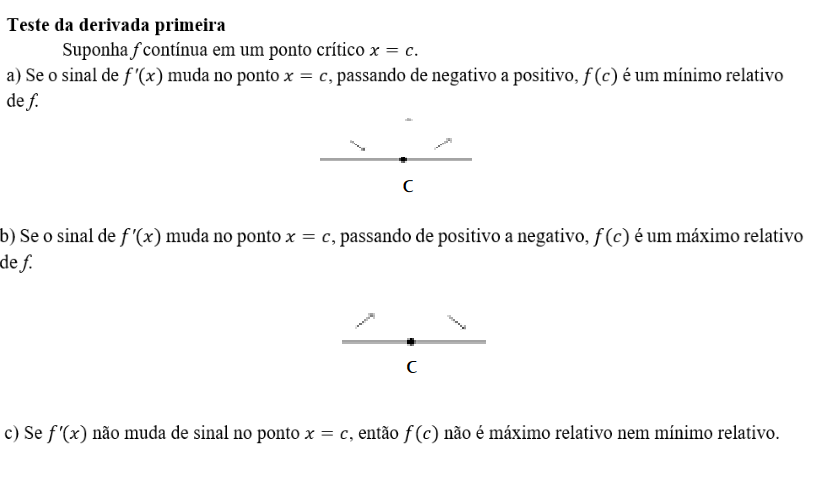 Teste da derivada primeira
Suponha f contínua em um ponto crítico x = c.
a) Se o sinal de f′(x) muda no ponto x = c, passando de negativo a positivo, f(c) é um mínimo relativo
de f.
C
b) Se o sinal de f′(x) muda no ponto x = c, passando de positivo a negativo, f(c) é um máximo relativo
de f.
C
c) Se f′(x) não muda de sinal no ponto x = c, então f(c) não é máximo relativo nem mínimo relativo.